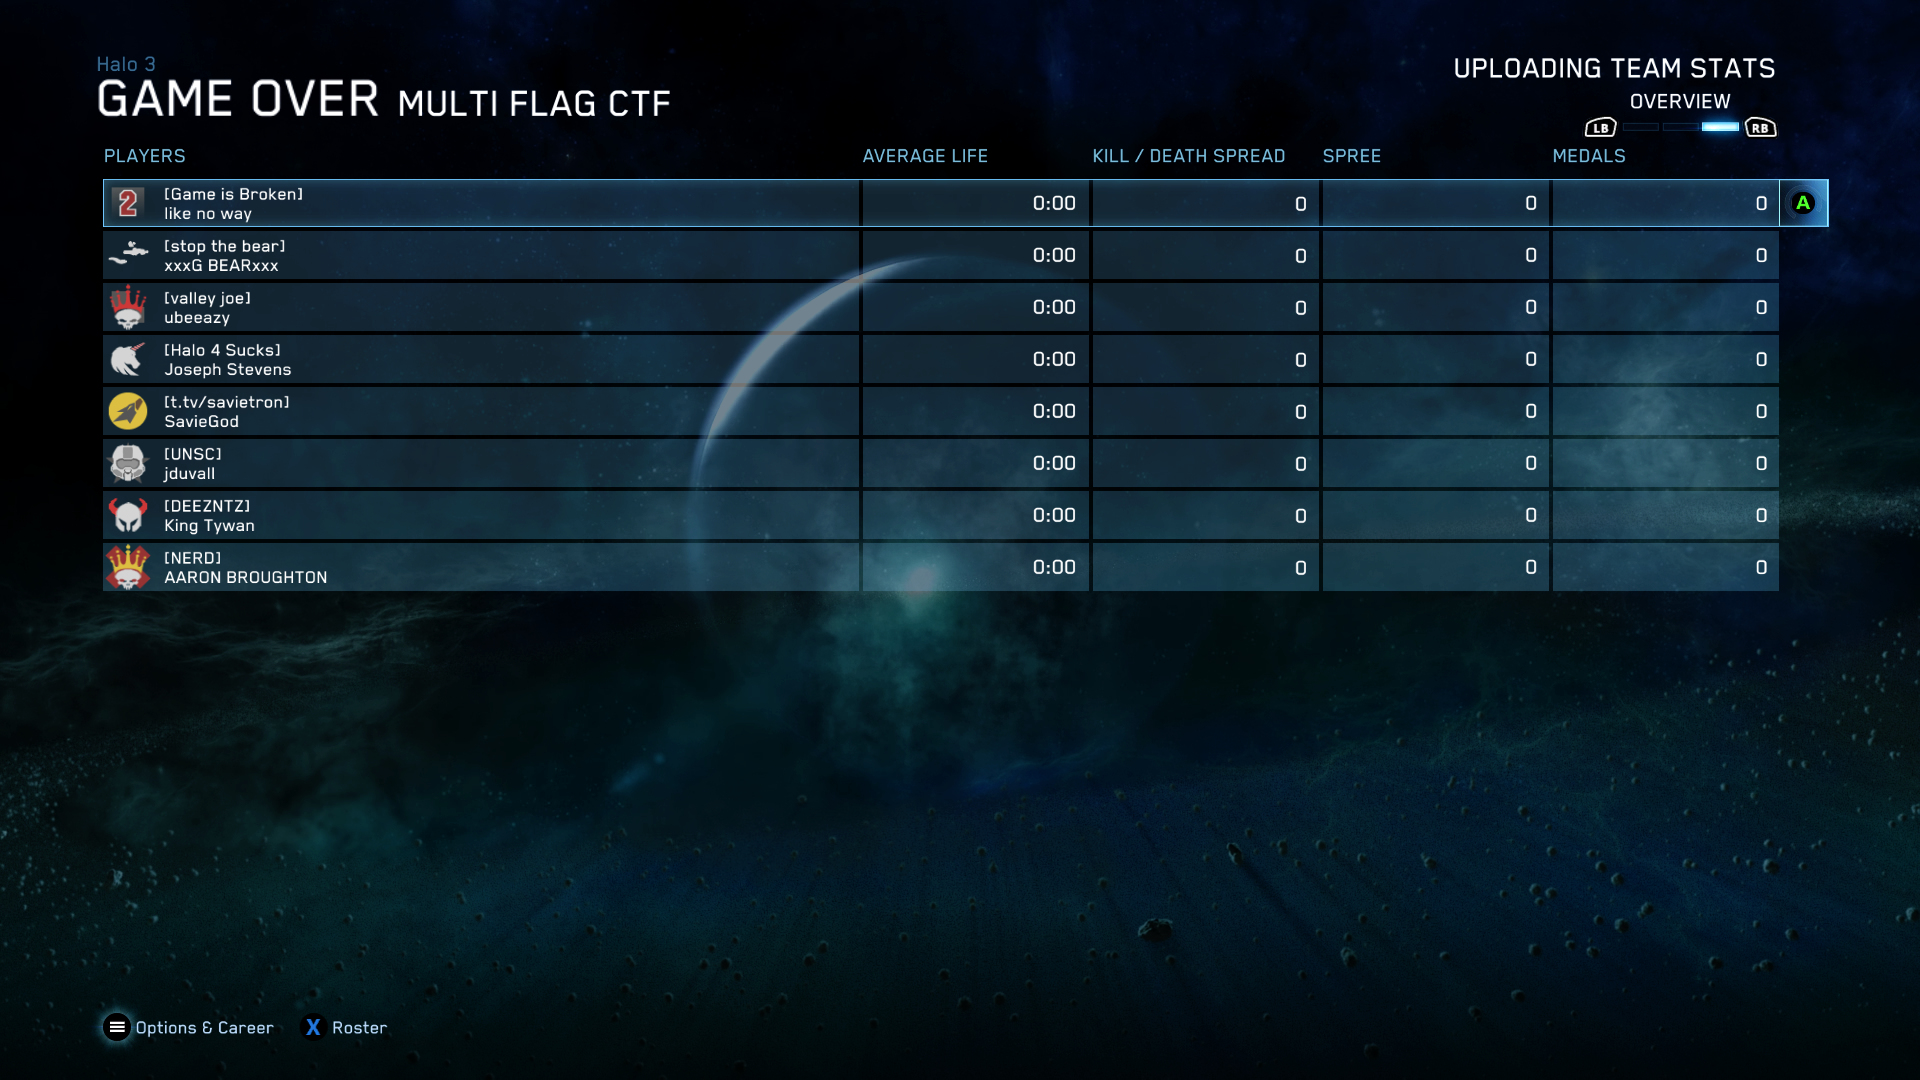 Halo 3
GAME OVER MULTI FLAG CTF
UPLOADING TEAM STATS
OVERVIEW
LB RB
PLAYERS AVERAGE LIFE KILL / DEATH SPREAD SPREE MEDALS
2 [Game is Broken]
like no way 0:00 0 0 0 A
[stop the bear]
xxxG BEARxxx 0:00 0 0 0
[valley joe]
ubeeazy 0:00 0 0 0
[Halo 4 Sucks]
Joseph Stevens 0:00 0 0 0
[t.tv/savietron]
SavieGod 0:00 0 0 0
[UNSC]
jduvall 0:00 0 0 0
[DEEZNTZ]
King Tywan 0:00 0 0 0
[NERD]
AARON BROUGHTON 0:00 0 0 0
Options & Career X Roster